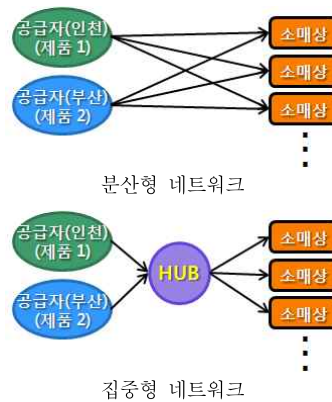 공급자(인천)
(제품 1)
소매상
소매상
공급자(부산)
(제품 2)
소매상
분산형 네트워크
공급자(인천)
(제품 1)
소매상
HUB
소매상
공급자(부산)
(제품 2)
소매상
집중형 네트워크